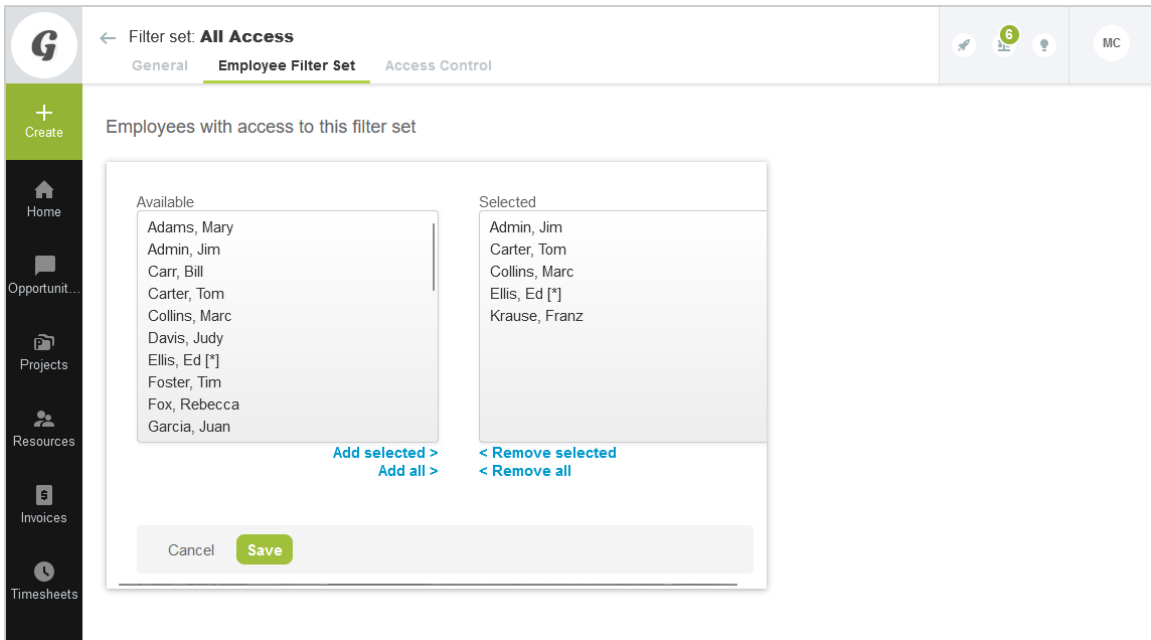 G
← Filter set: All Access
General Employee Filter Set Access Control
6
MC
+
Create
Home
Opportunit...
P
Projects
Resources
$
Invoices
Timesheets
Employees with access to this filter set
Available
Adams, Mary
Admin, Jim
Carr, Bill
Carter, Tom
Collins, Marc
Davis, Judy
Ellis, Ed [*]
Foster, Tim
Fox, Rebecca
Garcia, Juan
Add selected >
Add all >
Selected
Admin, Jim
Carter, Tom
Collins, Marc
Ellis, Ed [*]
Krause, Franz
< Remove selected
< Remove all
Cancel Save